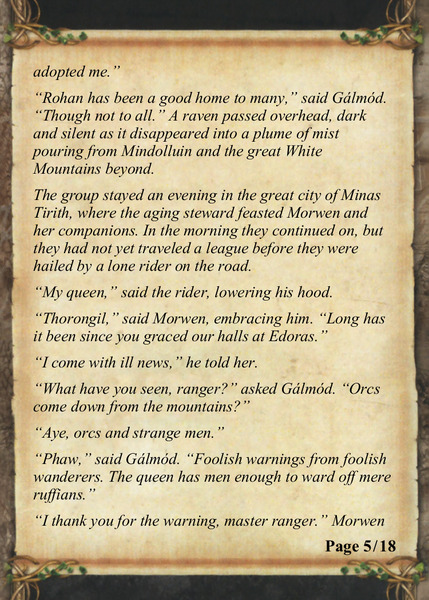 adopted me.”
“Rohan has been a good home to many,” said Gálmód.
“Though not to all.” A raven passed overhead, dark
and silent as it disappeared into a plume of mist
pouring from Mindolluin and the great White
Mountains beyond.
The group stayed an evening in the great city of Minas
Tirith, where the aging steward feasted Morwen and
her companions. In the morning they continued on, but
they had not yet traveled a league before they were
hailed by a lone rider on the road.
“My queen,” said the rider, lowering his hood.
“Thorongil,” said Morwen, embracing him. “Long has
it been since you graced our halls at Edoras.”
“I come with ill news,” he told her.
“What have you seen, ranger?” asked Gálmód. “Orcs
come down from the mountains?”
“Aye, orcs and strange men.”
“Phaw,” said Gálmód. “Foolish warnings from foolish
wanderers. The queen has men enough to ward off mere
ruffians.”
“I thank you for the warning, master ranger.” Morwen
Page 5/18